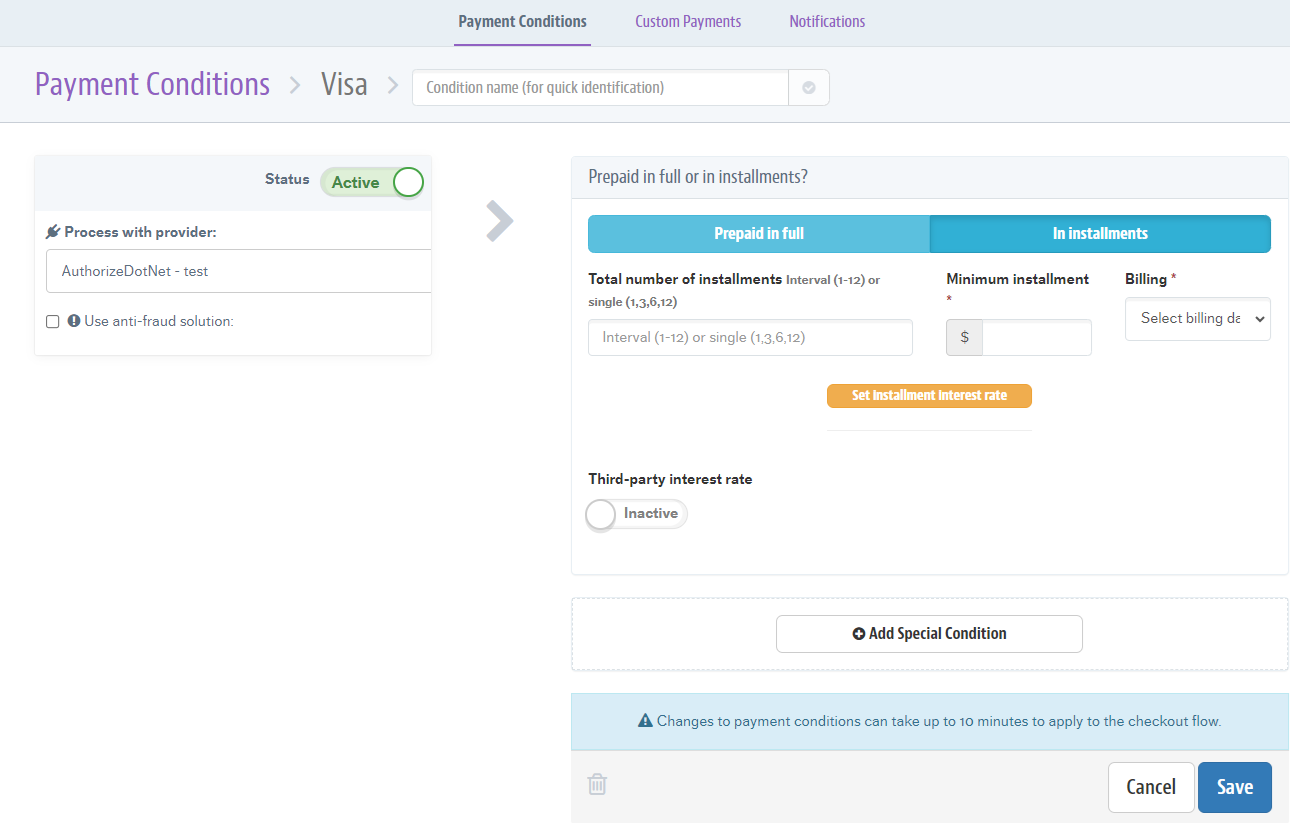 Payment Conditions
Custom Payments
Notifications
Payment Conditions
Visa
Condition name (for quick identification)
Status
Active
Process with provider:
AuthorizeDotNet - test
Use anti-fraud solution:
Prepaid in full or in installments?
Prepaid in full
In installments
Total number of installments Interval (1-12) or
single (1,3,6,12)
Interval (1-12) or single (1,3,6,12)
Minimum installment
*
$
Billing *
Select billing da
Set installment interest rate
Third-party interest rate
Inactive
Add Special Condition
Changes to payment conditions can take up to 10 minutes to apply to the checkout flow.
Cancel
Save